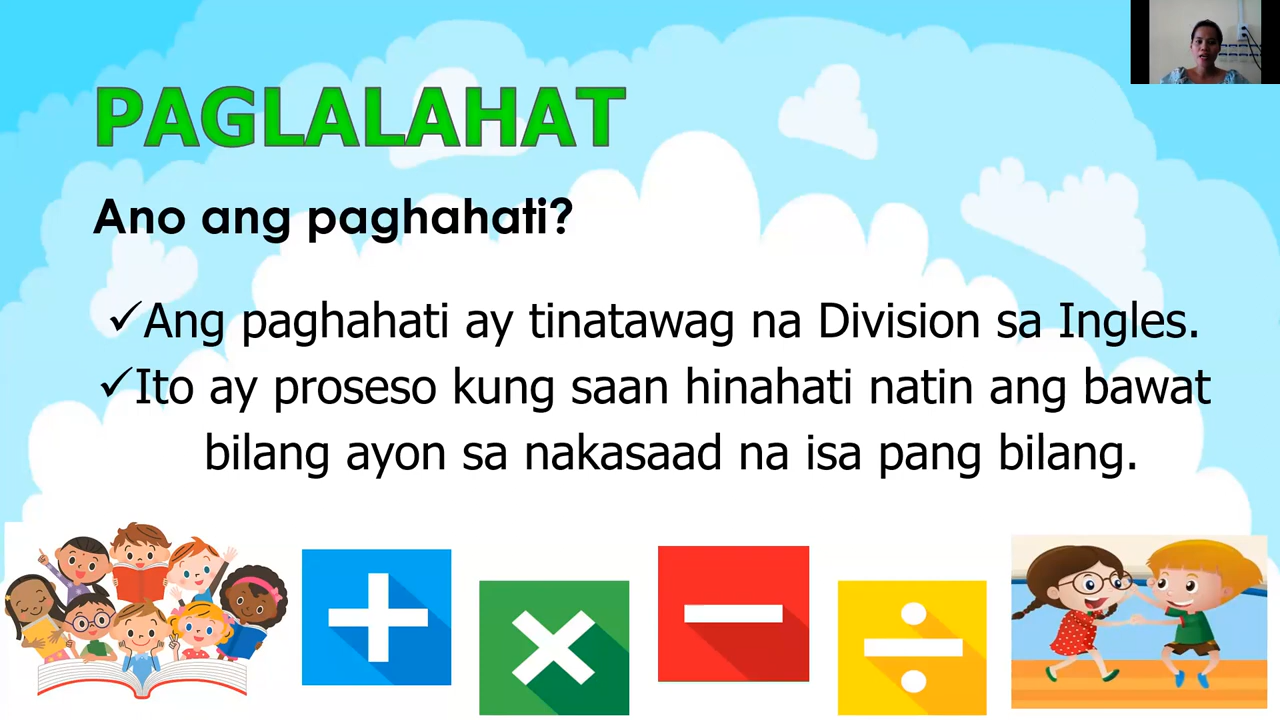 PAGLALAHAT
Ano ang paghahati?
✓Ang paghahati ay tinatawag na Division sa Ingles.
✓Ito ay proseso kung saan hinahati natin ang bawat
bilang ayon sa nakasaad na isa pang bilang.